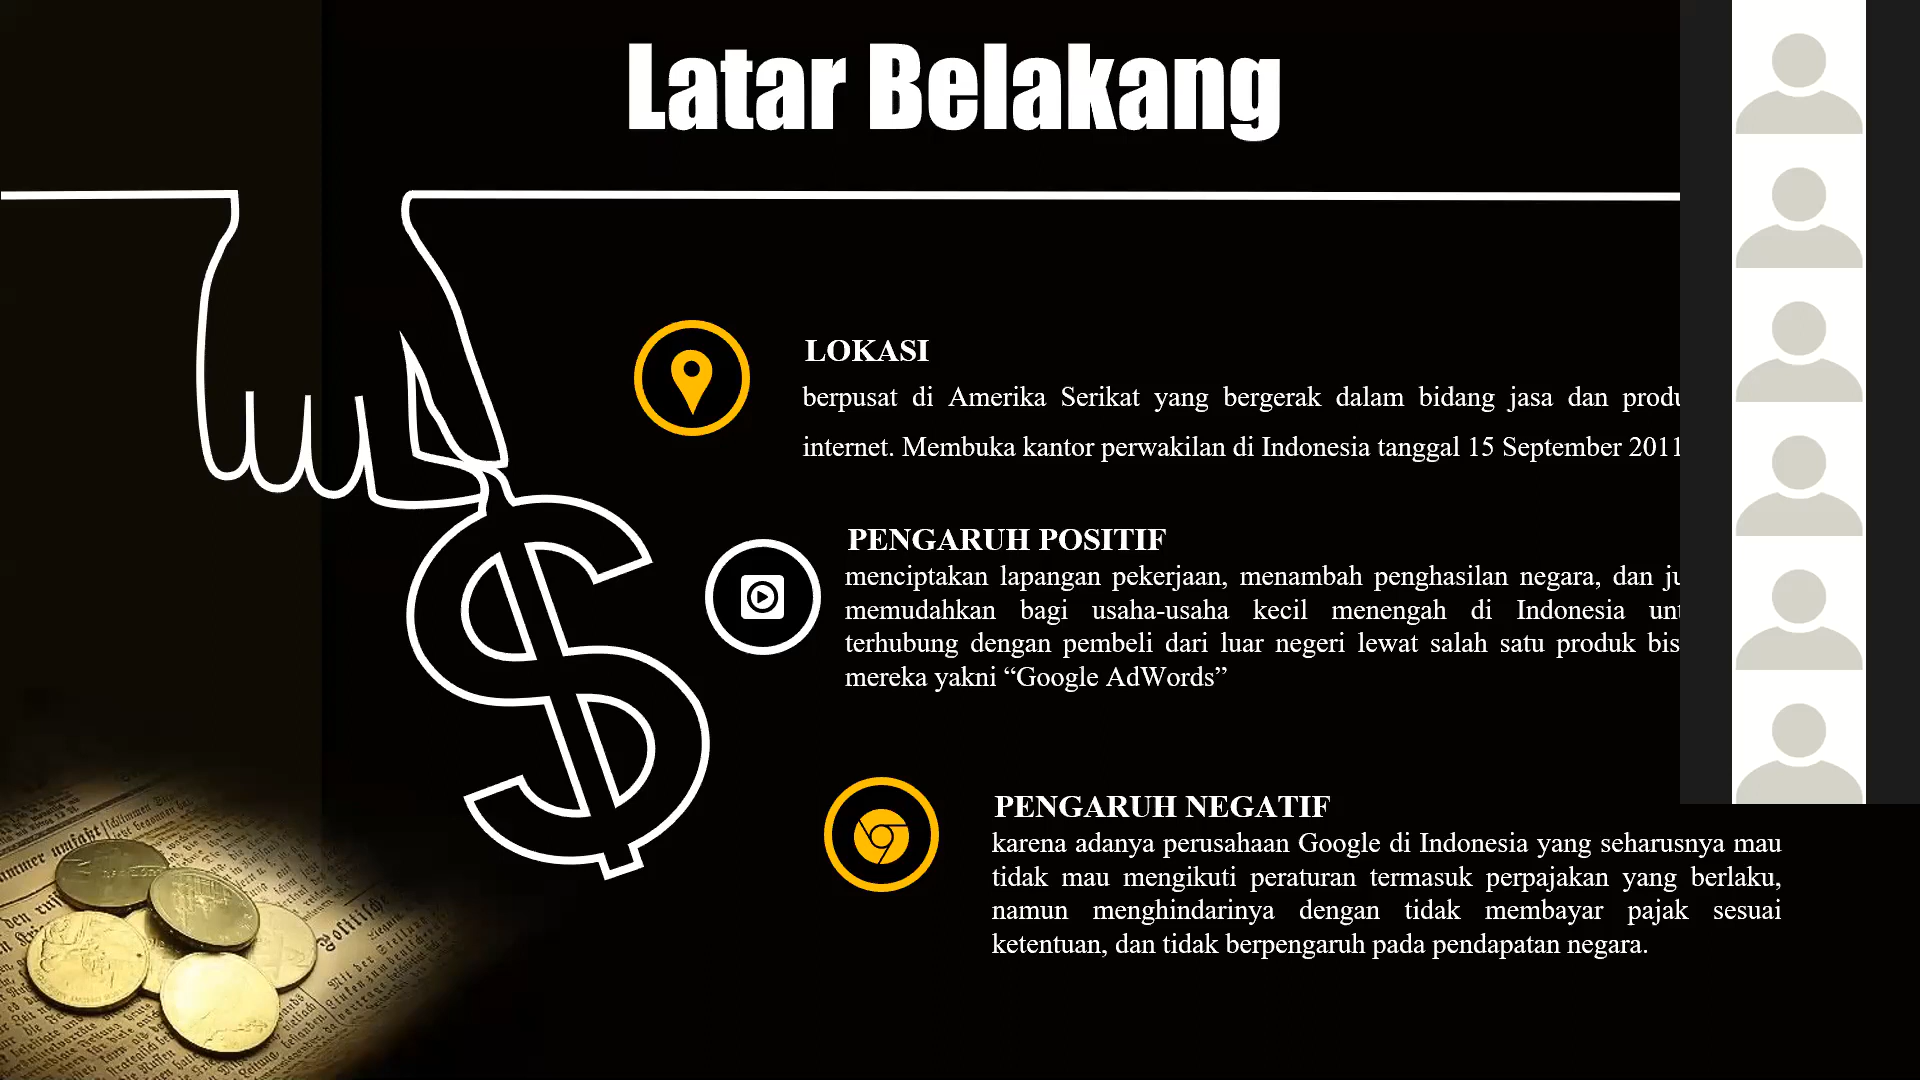 Latar Belakang
LOKASI
berpusat di Amerika Serikat yang bergerak dalam bidang jasa dan
internet. Membuka kantor perwakilan di Indonesia tanggal 15 September 2011
PENGARUH POSITIF
menciptakan lapangan pekerjaan, menambah penghasilan negara, dan
memudahkan bagi usaha-usaha kecil menengah di Indonesia
terhubung dengan pembeli dari luar negeri lewat salah satu produk
mereka yakni “Google AdWords”
PENGARUH NEGATIF
karena adanya perusahaan Google di Indonesia yang seharusnya mau
tidak mau mengikuti peraturan termasuk perpajakan yang berlaku,
namun menghindarinya dengan tidak membayar pajak sesuai
ketentuan, dan tidak berpengaruh pada pendapatan negara.